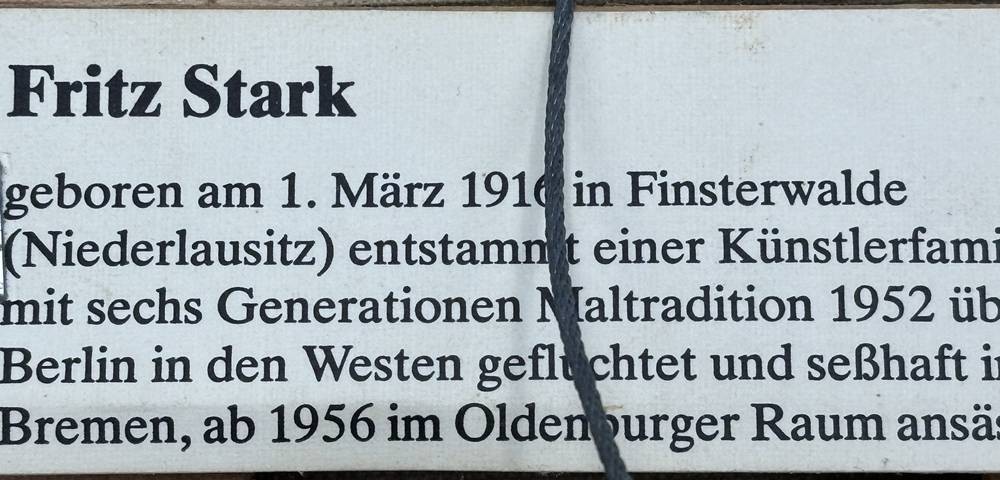 Fritz Stark
geboren am 1. März 1916 in Finsterwalde
(Niederlausitz) entstammt einer Künstlerfami
mit sechs Generationen Maltradition 1952 üb
Berlin in den Westen geflüchtet und seßhaft i
Bremen, ab 1956 im Oldenburger Raum ansäs